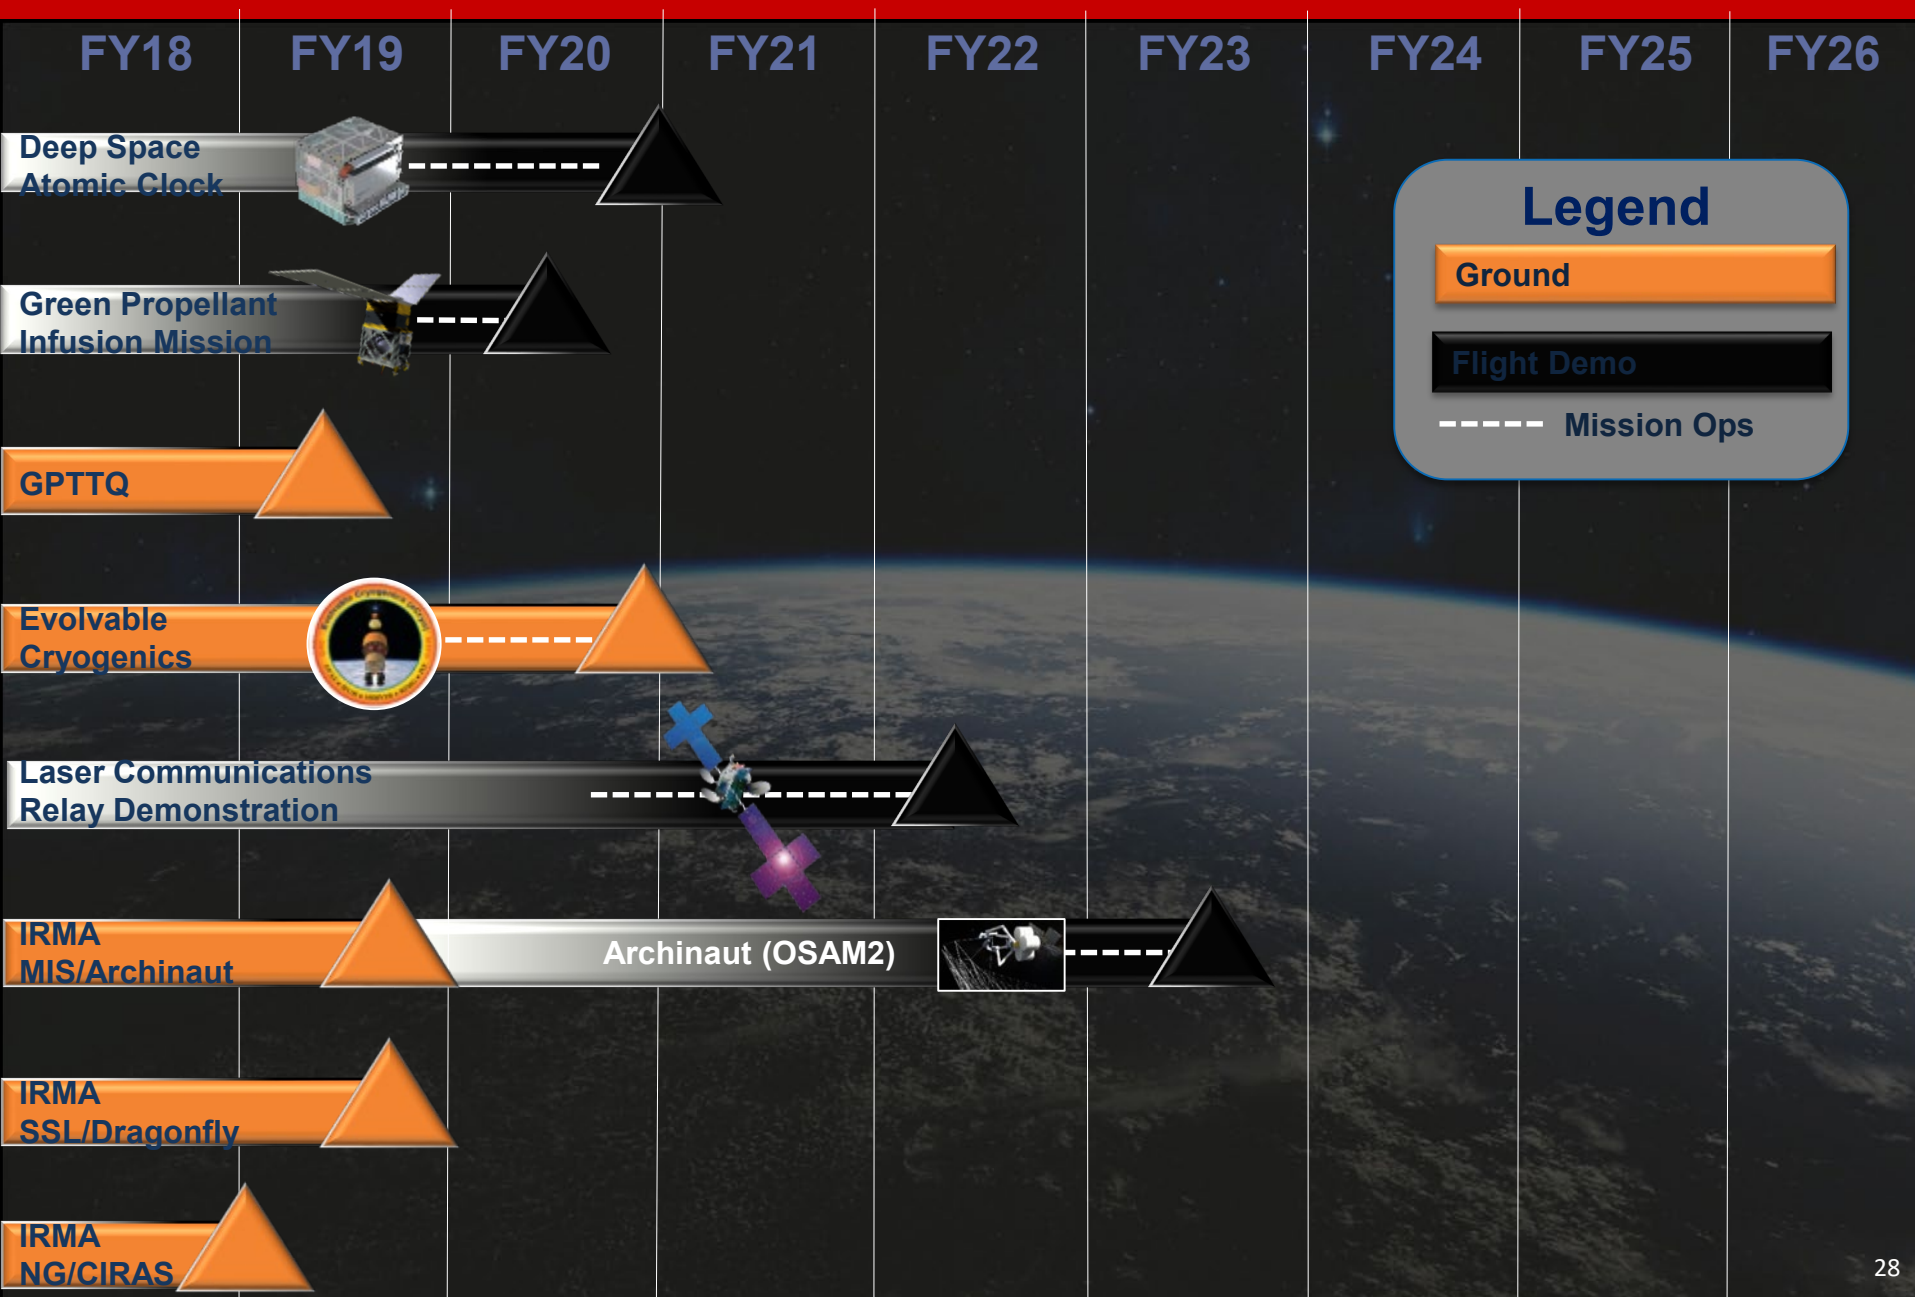 FY18 FY19 FY20 FY21 FY22 FY23 FY24 FY25 FY26
Deep Space
Atomic Clock
Legend
Ground
Green Propellant
Infusion Mission
Flight Demo
Mission Ops
GPTTQ
Evolvable
Cryogenics
Laser Communications
Relay Demonstration
IRMA
MIS/Archinaut
Archinaut (OSAM2)
IRMA
SSL/Dragonfly
IRMA
NG/CIRAS
28